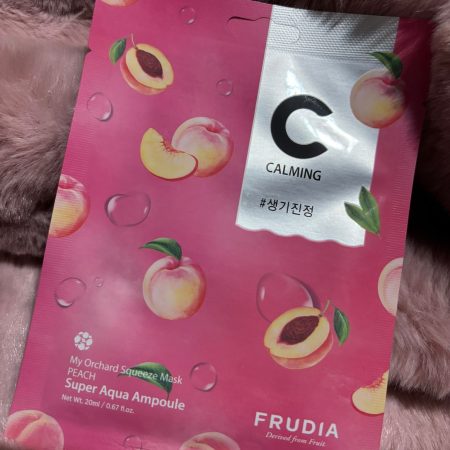 C
CALMING
#생기진정
My Orchard Squeeze Mask
PEACH
Super Aqua Ampoule
Net Wt. 20ml / 0.67 fl.oz.
FRUDIA
Derived from Fruit